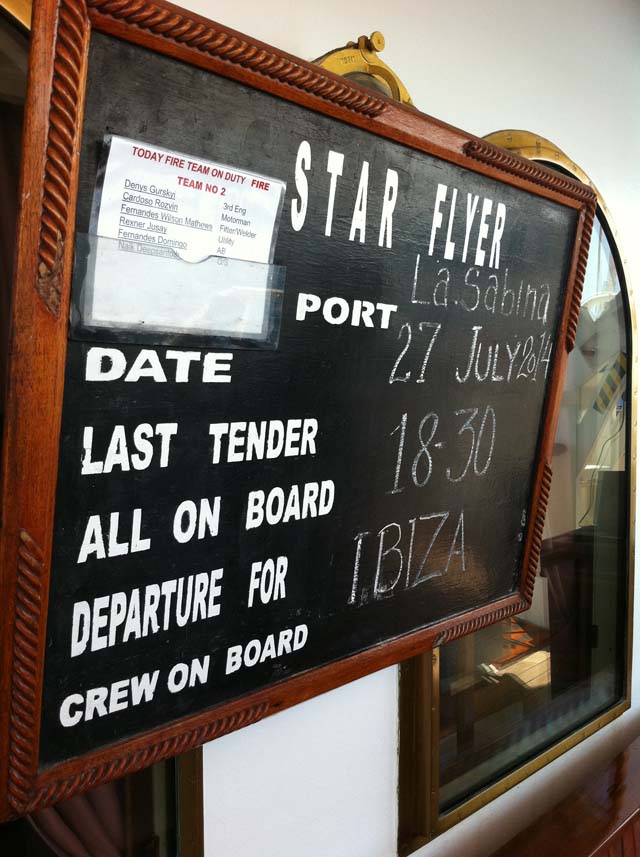 STAR FLYER
TODAY FIRE TEAM ON DUTY FIRE
TEAM NO 2
Denys Gurskyi 3rd Eng
Cardoso Rozvin Motorman
Fernandes Wilson Mathews Fitter/Welder
Rexner Jusay Utility
Fernandes Domingo AB
Naik
PORT La.Sabina
DATE 27 JULY 2014
LAST TENDER 18-30
ALL ON BOARD
DEPARTURE FOR IBIZA
CREW ON BOARD